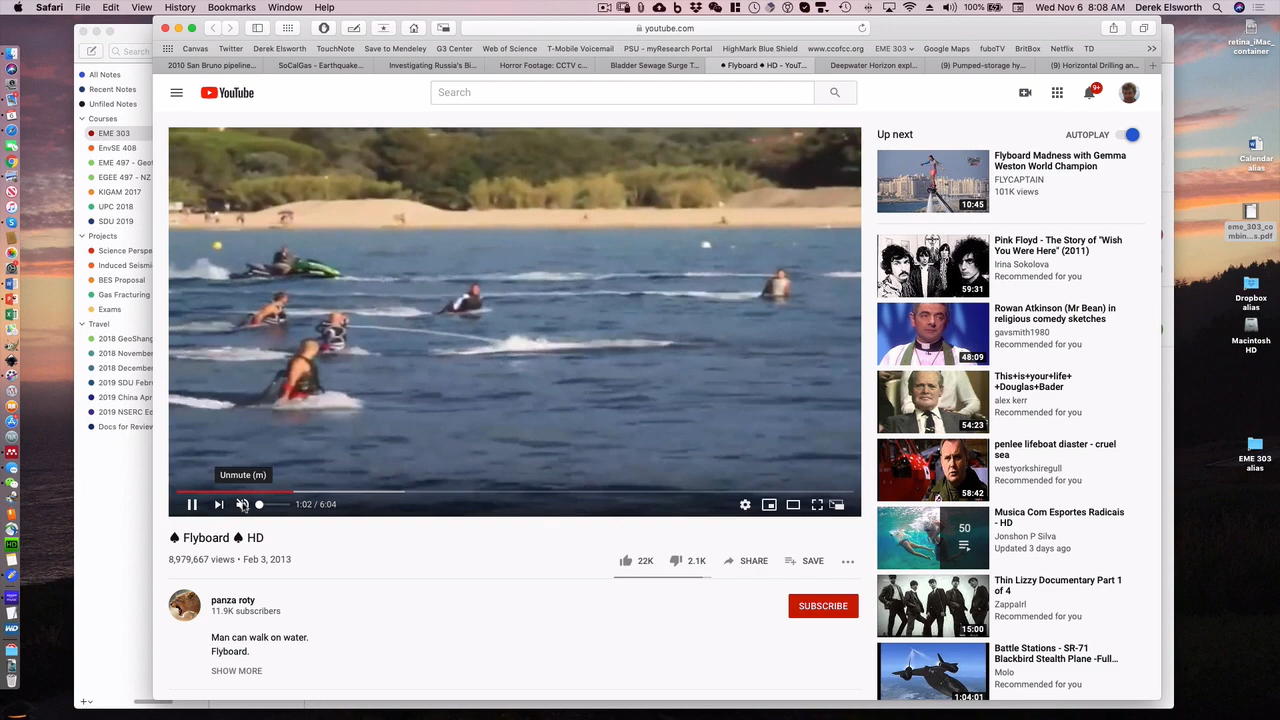 Safari File Edit View History Bookmarks Window Help
100% Wed Nov 6 8:08 AM Derek Elsworth
youtube.com
Canvas Twitter Derek Elsworth TouchNote Save to Mendeley G3 Center Web of Science T-Mobile Voicemail PSU - myResearch Portal HighMark Blue Shield www.ccofcc.org EME 303 Google Maps fuboTV BritBox Netflix TD
2010 San Bruno pipeline... SoCalGas - Earthquake... Investigating Russia's Bi... Horror Footage: CCTV c... Bladder Sewage Surge T... ♠ Flyboard ♠ HD - YouT... Deepwater Horizon expl... (9) Pumped-storage hy... (9) Horizontal Drilling an...
Search
All Notes
Recent Notes
Unfiled Notes
Courses
EME 303
EnvSE 408
EME 497 - Geot
EGEE 497 - NZ
KIGAM 2017
UPC 2018
SDU 2019
Projects
Science Perspe
Induced Seismi
BES Proposal
Gas Fracturing
Exams
Travel
2018 GeoShang
2018 November
2018 December
2019 SDU Febru
2019 China Apr
2019 NSERC Ed
Docs for Review
YouTube
Search
9+
Unmute (m)
1:02 / 6:04
♠ Flyboard ♠ HD
8,979,667 views • Feb 3, 2013
22K 2.1K SHARE SAVE
panza roty
11.9K subscribers
SUBSCRIBE
Man can walk on water.
Flyboard.
SHOW MORE
Up next AUTOPLAY
Flyboard Madness with Gemma
Weston World Champion
FLYCAPTAIN
101K views
10:45
Pink Floyd - The Story of "Wish
You Were Here" (2011)
Irina Sokolova
Recommended for you
59:31
Rowan Atkinson (Mr Bean) in
religious comedy sketches
gavsmith1980
Recommended for you
48:09
This+is+your+life+
+Douglas+Bader
alex kerr
Recommended for you
54:23
penlee lifeboat diaster - cruel
sea
westyorkshiregull
Recommended for you
58:42
Musica Com Esportes Radicais
- HD
Jonshon P Silva
Updated 3 days ago
50
Thin Lizzy Documentary Part 1
of 4
Zappalrl
Recommended for you
15:00
Battle Stations - SR-71
Blackbird Stealth Plane -Full...
Molo
Recommended for you
1:04:01
retina_iMac_
container
Calendar
alias
eme_303_co
mbin...s.pdf
Dropbox
alias
Macintosh
HD
EME 303
alias